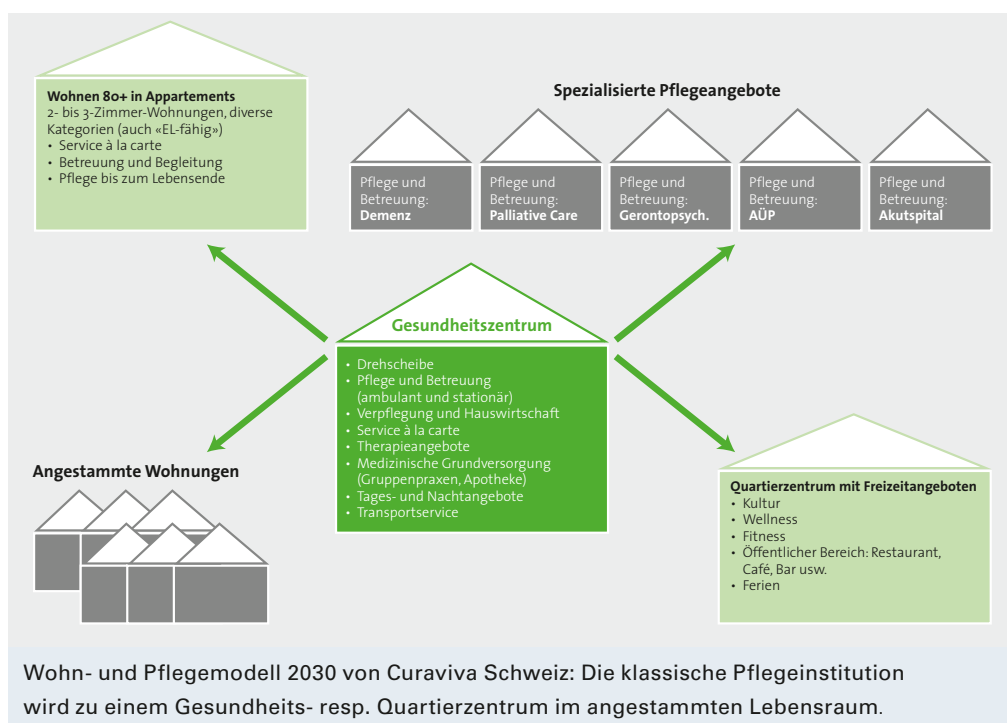 Wohnen 80+ in Appartements
2- bis 3-Zimmer-Wohnungen, diverse
Kategorien (auch «EL-fähig»)
• Service à la carte
• Betreuung und Begleitung
• Pflege bis zum Lebensende
Spezialisierte Pflegeangebote
Pflege und
Betreuung:
Demenz
Pflege und
Betreuung:
Palliative Care
Pflege und
Betreuung:
Gerontopsych.
Pflege und
Betreuung:
AÜP
Pflege und
Betreuung:
Akutspital
Gesundheitszentrum
• Drehscheibe
• Pflege und Betreuung
(ambulant und stationär)
• Verpflegung und Hauswirtschaft
• Service à la carte
• Therapieangebote
• Medizinische Grundversorgung
(Gruppenpraxen, Apotheke)
• Tages- und Nachtangebote
• Transportservice
Angestammte Wohnungen
Quartierzentrum mit Freizeitangeboten
• Kultur
• Wellness
• Fitness
• Öffentlicher Bereich: Restaurant,
Café, Bar usw.
• Ferien
Wohn- und Pflegemodell 2030 von Curaviva Schweiz: Die klassische Pflegeinstitution
wird zu einem Gesundheits- resp. Quartierzentrum im angestammten Lebensraum.